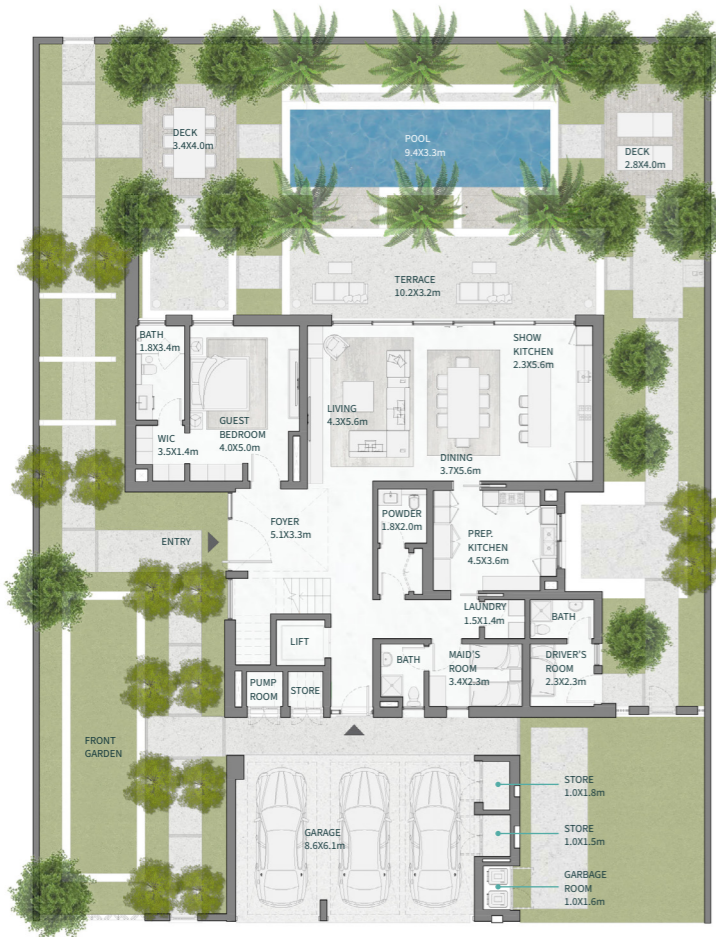 DECK
3.4X4.0m
POOL
9.4X3.3m
DECK
2.8X4.0m
TERRACE
10.2X3.2m
BATH
1.8X3.4m
SHOW
KITCHEN
2.3X5.6m
LIVING
4.3X5.6m
GUEST
BEDROOM
4.0X5.0m
WIC
3.5X1.4m
DINING
3.7X5.6m
POWDER
1.8X2.0m
FOYER
5.1X3.3m
ENTRY
PREP.
KITCHEN
4.5X3.6m
LAUNDRY
1.5X1.4m
BATH
LIFT
BATH
MAID'S
ROOM
3.4X2.3m
DRIVER'S
ROOM
2.3X2.3m
PUMP
ROOM
STORE
FRONT
GARDEN
STORE
1.0X1.8m
GARAGE
8.6X6.1m
STORE
1.0X1.5m
GARBAGE
ROOM
1.0X1.6m